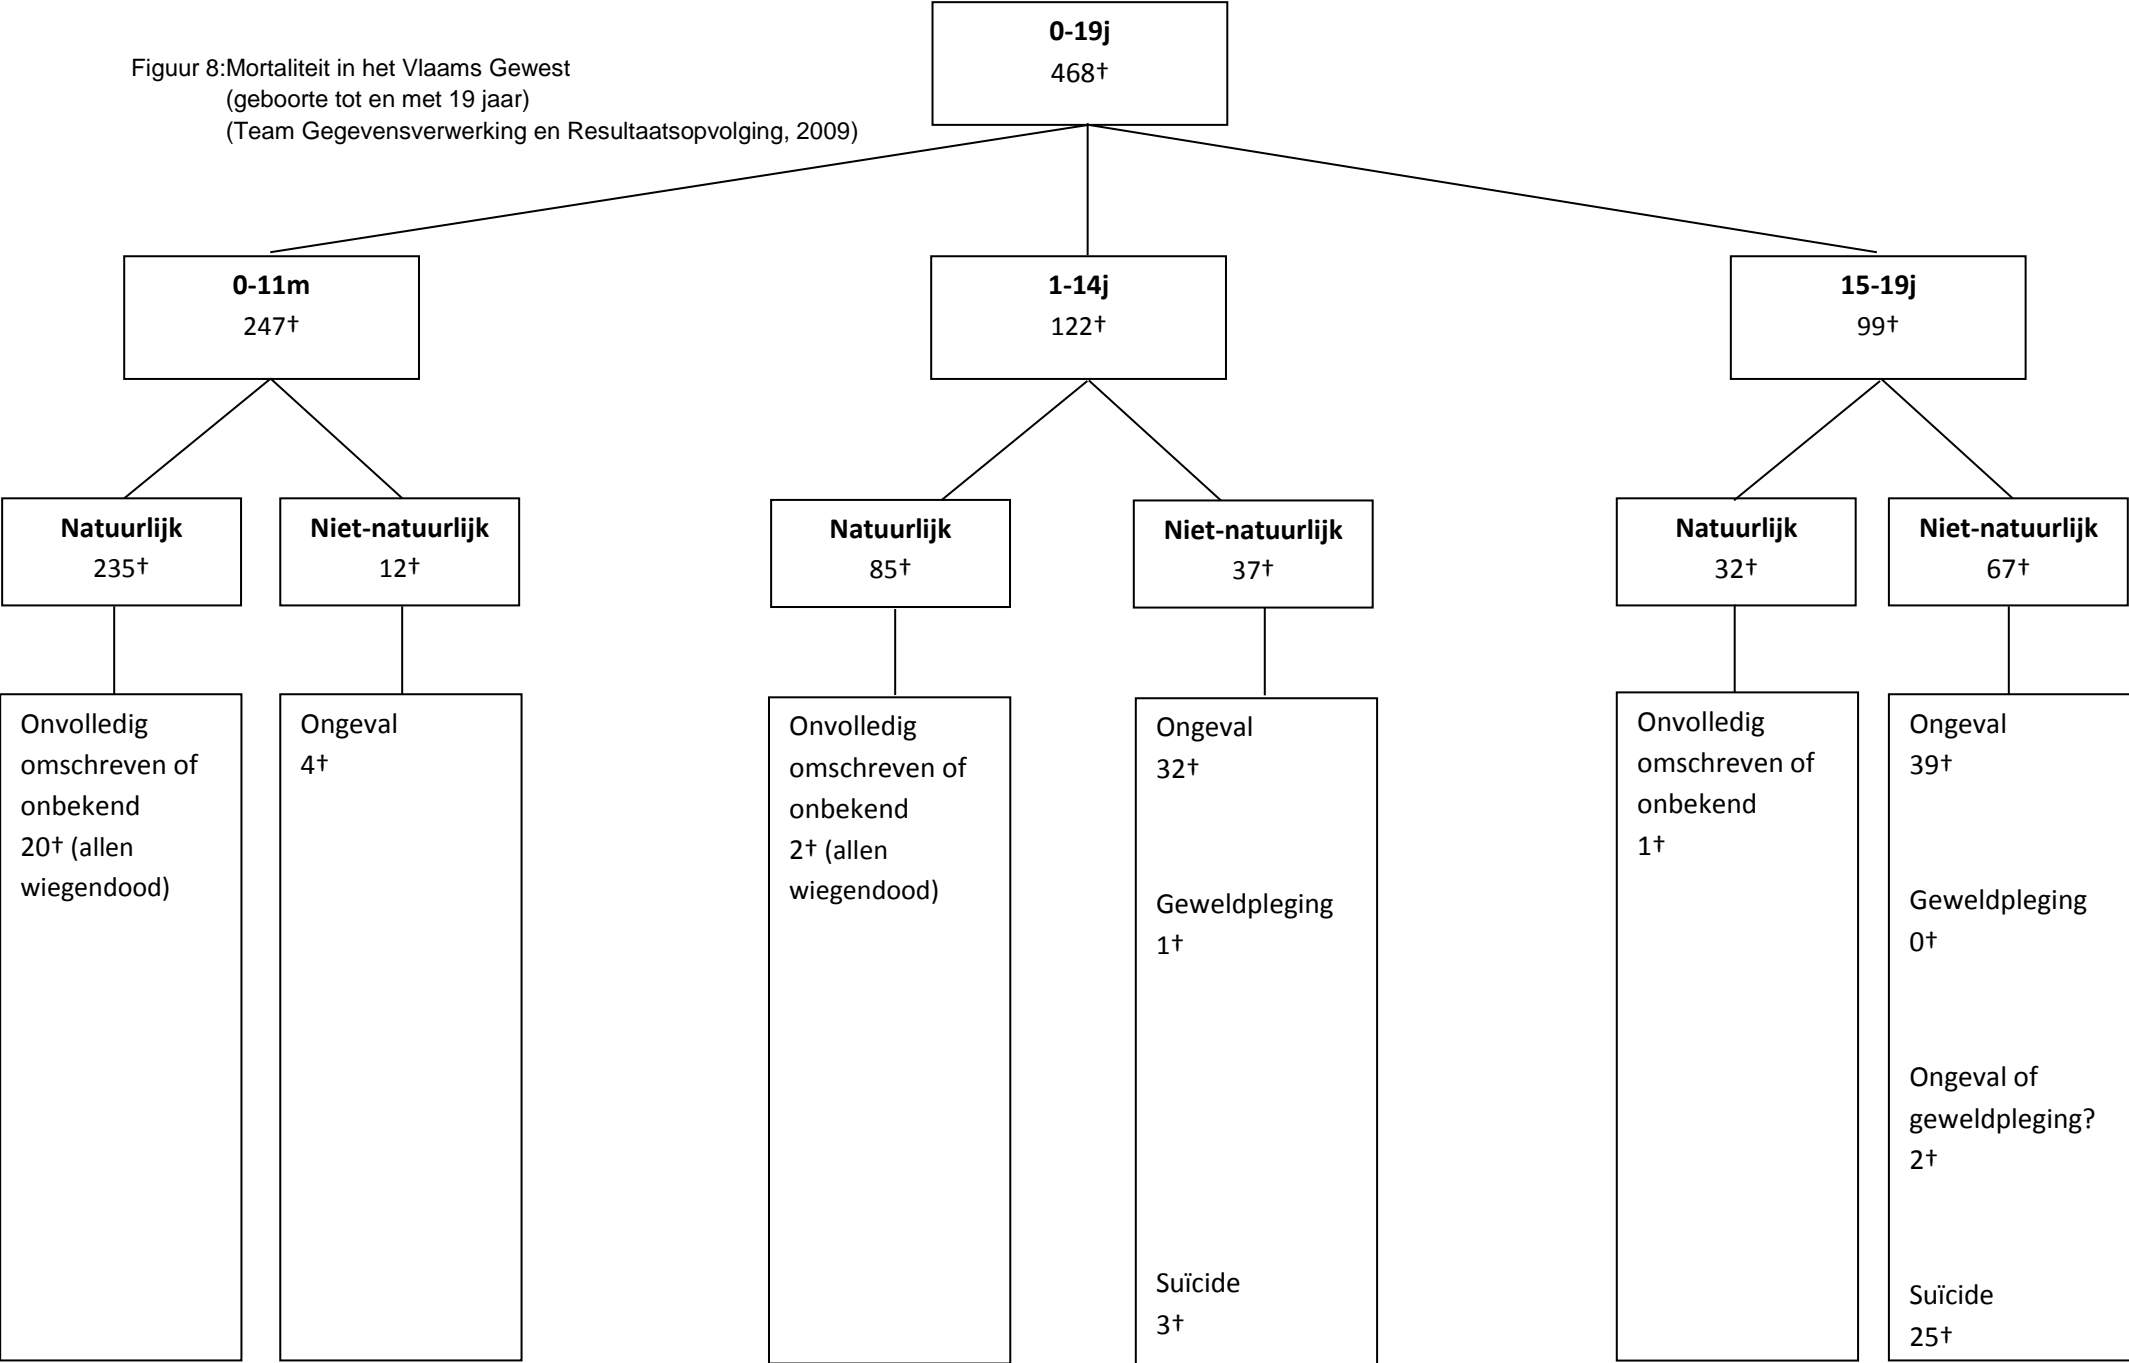 0-19j
468†
Figuur 8:Mortaliteit in het Vlaams Gewest
(geboorte tot en met 19 jaar)
(Team Gegevensverwerking en Resultaatsopvolging, 2009)
0-11m
247†
1-14j
122†
15-19j
99†
Natuurlijk
235†
Niet-natuurlijk
12†
Natuurlijk
85†
Niet-natuurlijk
37†
Natuurlijk
32†
Niet-natuurlijk
67†
Onvolledig
omschreven of
onbekend
20† (allen
wiegendood)
Ongeval
4†
Onvolledig
omschreven of
onbekend
2† (allen
wiegendood)
Ongeval
32†
Geweldpleging
1†
Suïcide
3†
Onvolledig
omschreven of
onbekend
1†
Ongeval
39†
Geweldpleging
0†
Ongeval of
geweldpleging?
2†
Suïcide
25†